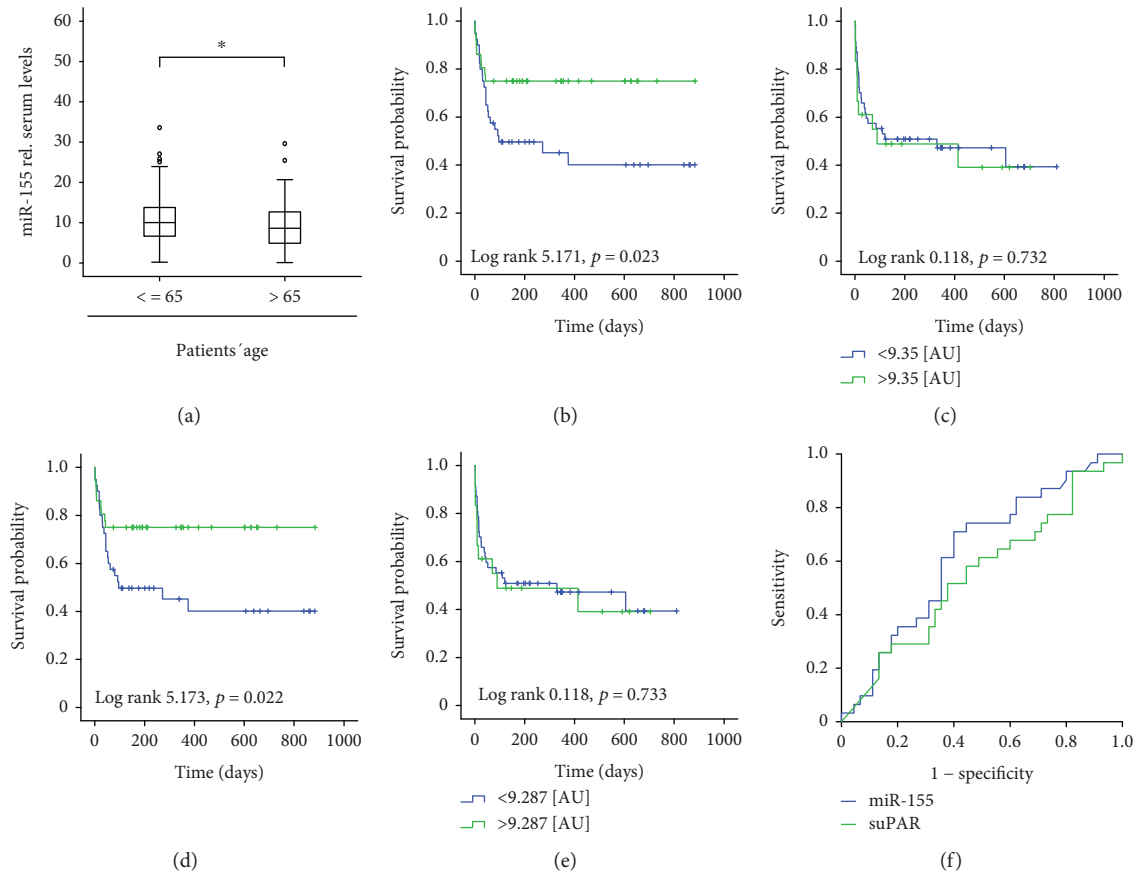 60
50
40
30
20
10
0
miR-155 rel. serum levels
*
< = 65
> 65
Patients´age
(a)
1.0
0.8
0.6
0.4
0.2
0
Survival probability
Log rank 5.171, p = 0.023
0 200 400 600 800 1000
Time (days)
(b)
1.0
0.8
0.6
0.4
0.2
0
Survival probability
Log rank 0.118, p = 0.732
0 200 400 600 800 1000
Time (days)
<9.35 [AU]
>9.35 [AU]
(c)
1.0
0.8
0.6
0.4
0.2
0
Survival probability
Log rank 5.173, p = 0.022
0 200 400 600 800 1000
Time (days)
(d)
1.0
0.8
0.6
0.4
0.2
0
Survival probability
Log rank 0.118, p = 0.733
0 200 400 600 800 1000
Time (days)
<9.287 [AU]
>9.287 [AU]
(e)
1.0
0.8
0.6
0.4
0.2
0
Sensitivity
0 0.2 0.4 0.6 0.8 1.0
1 − specificity
miR-155
suPAR
(f)